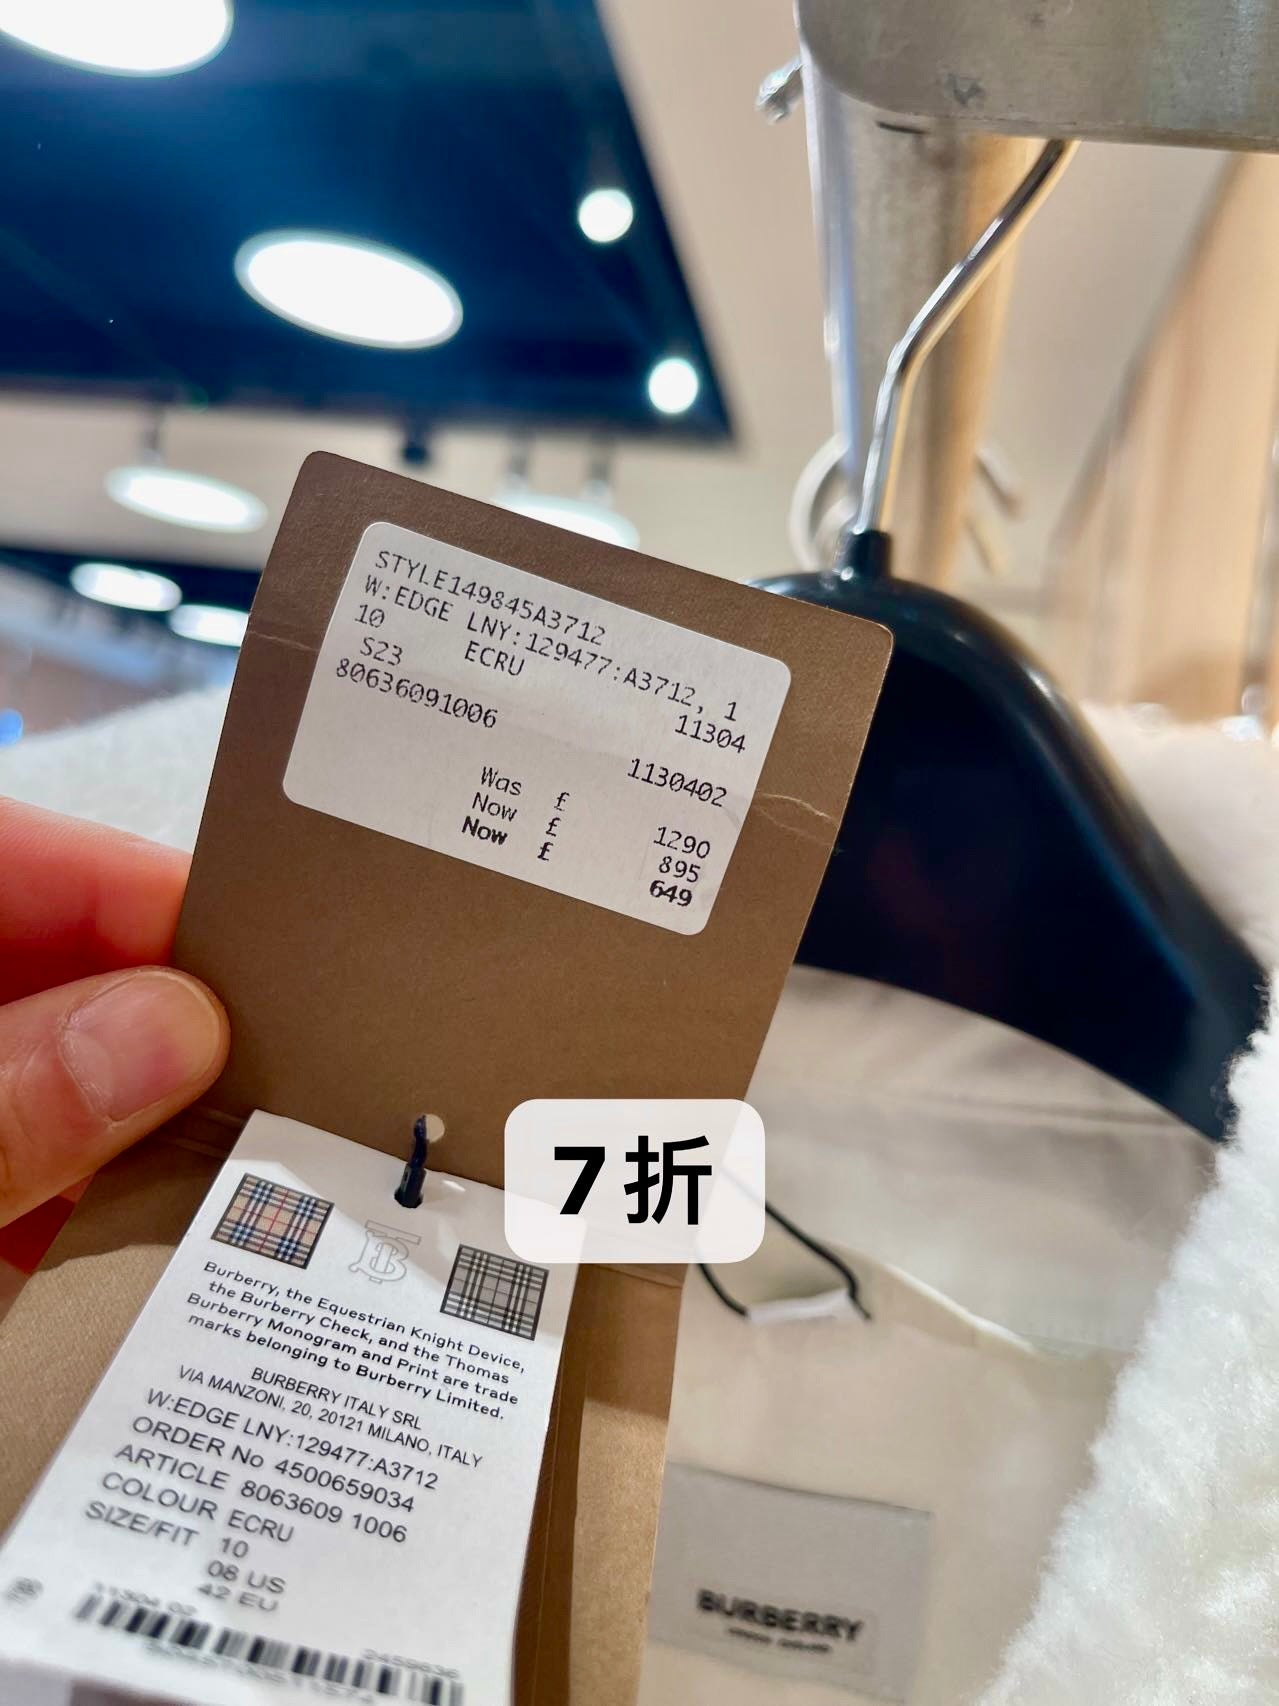 STYLE149845A3712
W:EDGE LNY:129477:A3712, 1
10 ECRU 11304
S23
80636091006 1130402
Was £ 1290
Now £ 895
Now £ 649
7折
Burberry, the Equestrian Knight Device,
the Burberry Check, and the Thomas
Burberry Monogram and Print are trade
marks belonging to Burberry Limited.
BURBERRY ITALY SRL
VIA MANZONI, 20, 20121 MILANO, ITALY
W:EDGE LNY:129477:A3712
ORDER No 4500659034
ARTICLE 8063609 1006
COLOUR ECRU
SIZE/FIT 10
08 US
42 EU
11304 02
BURBERRY